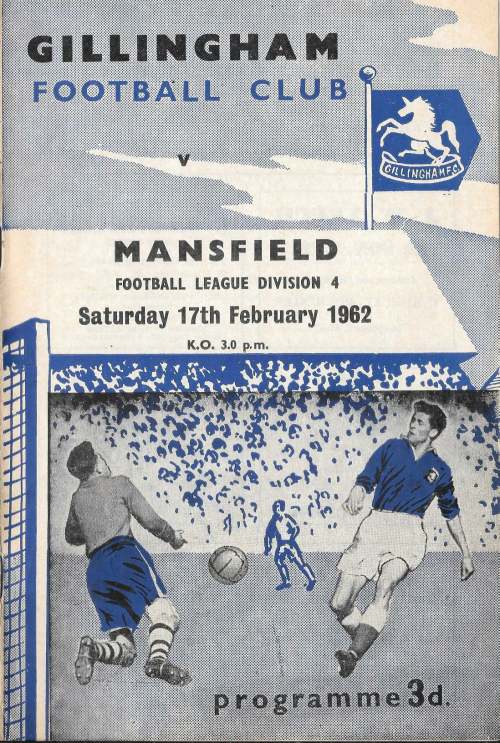 GILLINGHAM
FOOTBALL CLUB
GILLINGHAM F.C.
v
MANSFIELD
FOOTBALL LEAGUE DIVISION 4
Saturday 17th February 1962
K.O. 3.0 p.m.
programme 3d.